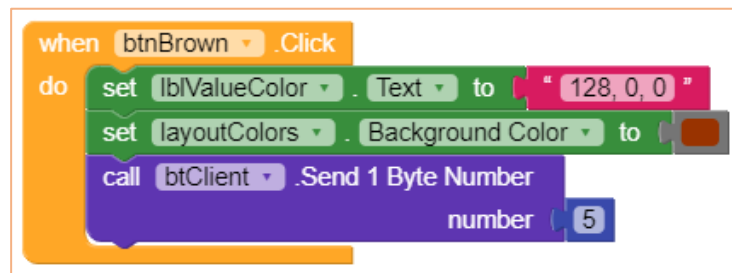 when btnBrown .Click
do set lblValueColor . Text to “ 128, 0, 0 ”
set layoutColors . Background Color to
call btClient .Send 1 Byte Number
number 5